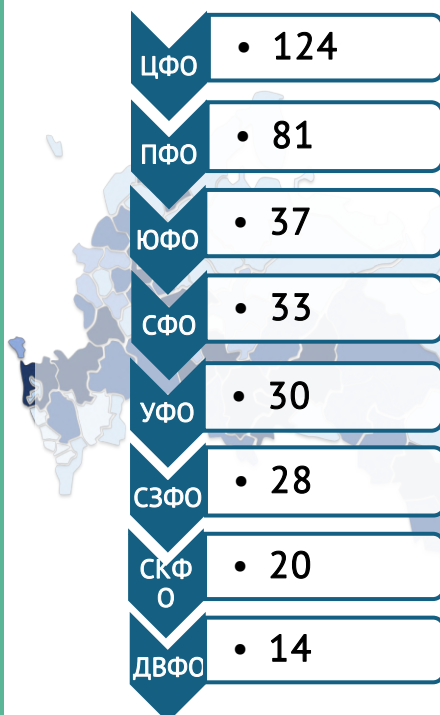 ЦФО
• 124
ПФО
• 81
ЮФО
• 37
СФО
• 33
УФО
• 30
СЗФО
• 28
СКФ
О
• 20
ДВФО
• 14